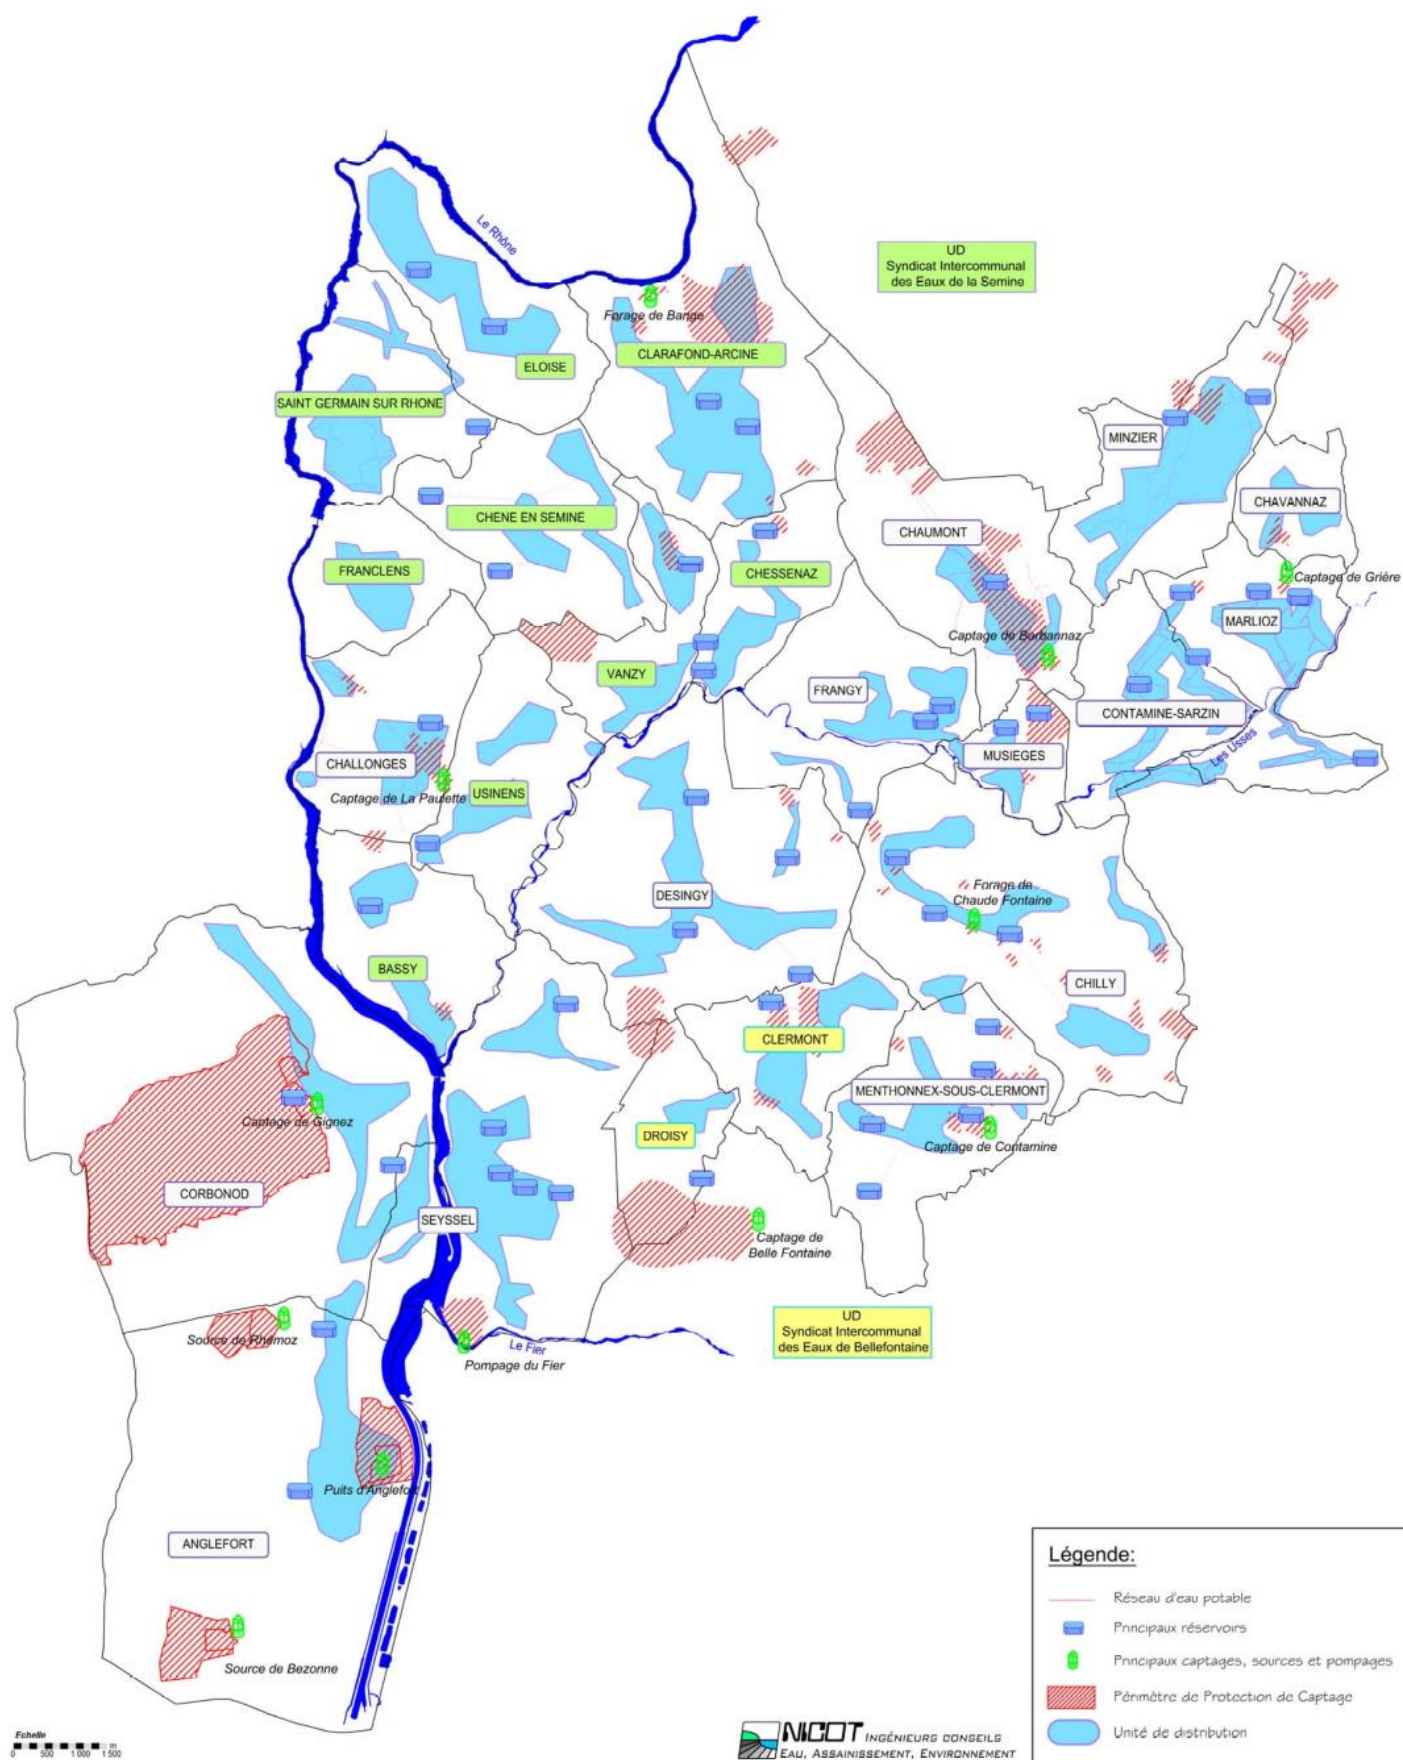 Le Rhône
UD
Syndicat Intercommunal
des Eaux de la Semine
Forage de Bange
CLARAFOND-ARCINE
ELOISE
SAINT GERMAIN SUR RHONE
MINZIER
CHAVANNAZ
CHENE EN SEMINE
CHAUMONT
FRANCLENS
CHESSENAZ
Captage de Grière
MARLIOZ
Captage de Barbannaz
VANZY
FRANGY
CONTAMINE-SARZIN
Les Usses
MUSIEGES
CHALLONGES
Captage de La Paulette
USINENS
DESINGY
Forage de
Chaude Fontaine
BASSY
CHILLY
CLERMONT
MENTHONNEX-SOUS-CLERMONT
Captage de Gignez
DROISY
Captage de Contamine
CORBONOD
SEYSSEL
Captage de
Belle Fontaine
UD
Syndicat Intercommunal
des Eaux de Bellefontaine
Source de Rhémoz
Le Fier
Pompage du Fier
Puits d'Anglefort
ANGLEFORT
Source de Bezonne
Légende:
Réseau d'eau potable
Principaux réservoirs
Principaux captages, sources et pompages
Périmètre de Protection de Captage
Unité de distribution
Echelle
0 500 1 000 1 500 m
NICOT INGÉNIEURS CONSEILS
EAU, ASSAINISSEMENT, ENVIRONNEMENT